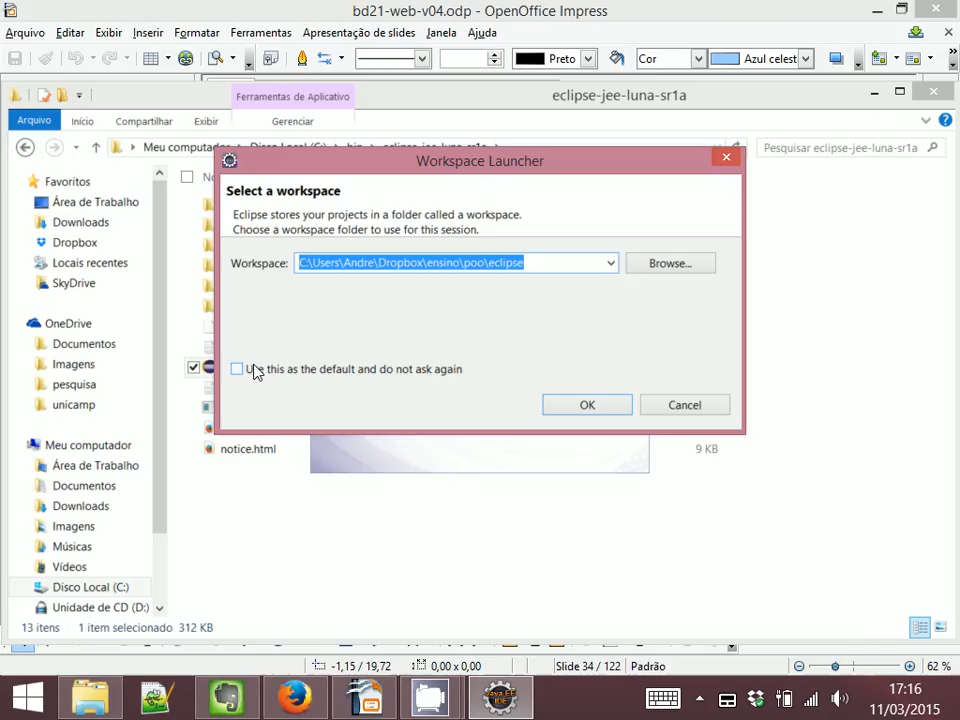 bd21-web-v04.odp - OpenOffice Impress
Arquivo Editar Exibir Inserir Formatar Ferramentas Apresentação de slides Janela Ajuda
Preto Cor Azul celest
Ferramentas de Aplicativo eclipse-jee-luna-sr1a
Arquivo Início Compartilhar Exibir Gerenciar
Meu computador Pesquisar eclipse-jee-luna-sr1a
Workspace Launcher
Select a workspace
Eclipse stores your projects in a folder called a workspace.
Choose a workspace folder to use for this session.
Workspace: C:\Users\Andre\Dropbox\ensino\poo\eclipse Browse...
Use this as the default and do not ask again
OK Cancel
Favoritos
Área de Trabalho
Downloads
Dropbox
Locais recentes
SkyDrive
OneDrive
Documentos
Imagens
pesquisa
unicamp
Meu computador
Área de Trabalho
Documentos
Downloads
Imagens
Músicas
Vídeos
Disco Local (C:)
Unidade de CD (D:)
notice.html 9 KB
13 itens 1 item selecionado 312 KB
-1,15 / 19,72 0,00 x 0,00 Slide 34 / 122 Padrão 62 %
Java EE
IDE
17:16
11/03/2015